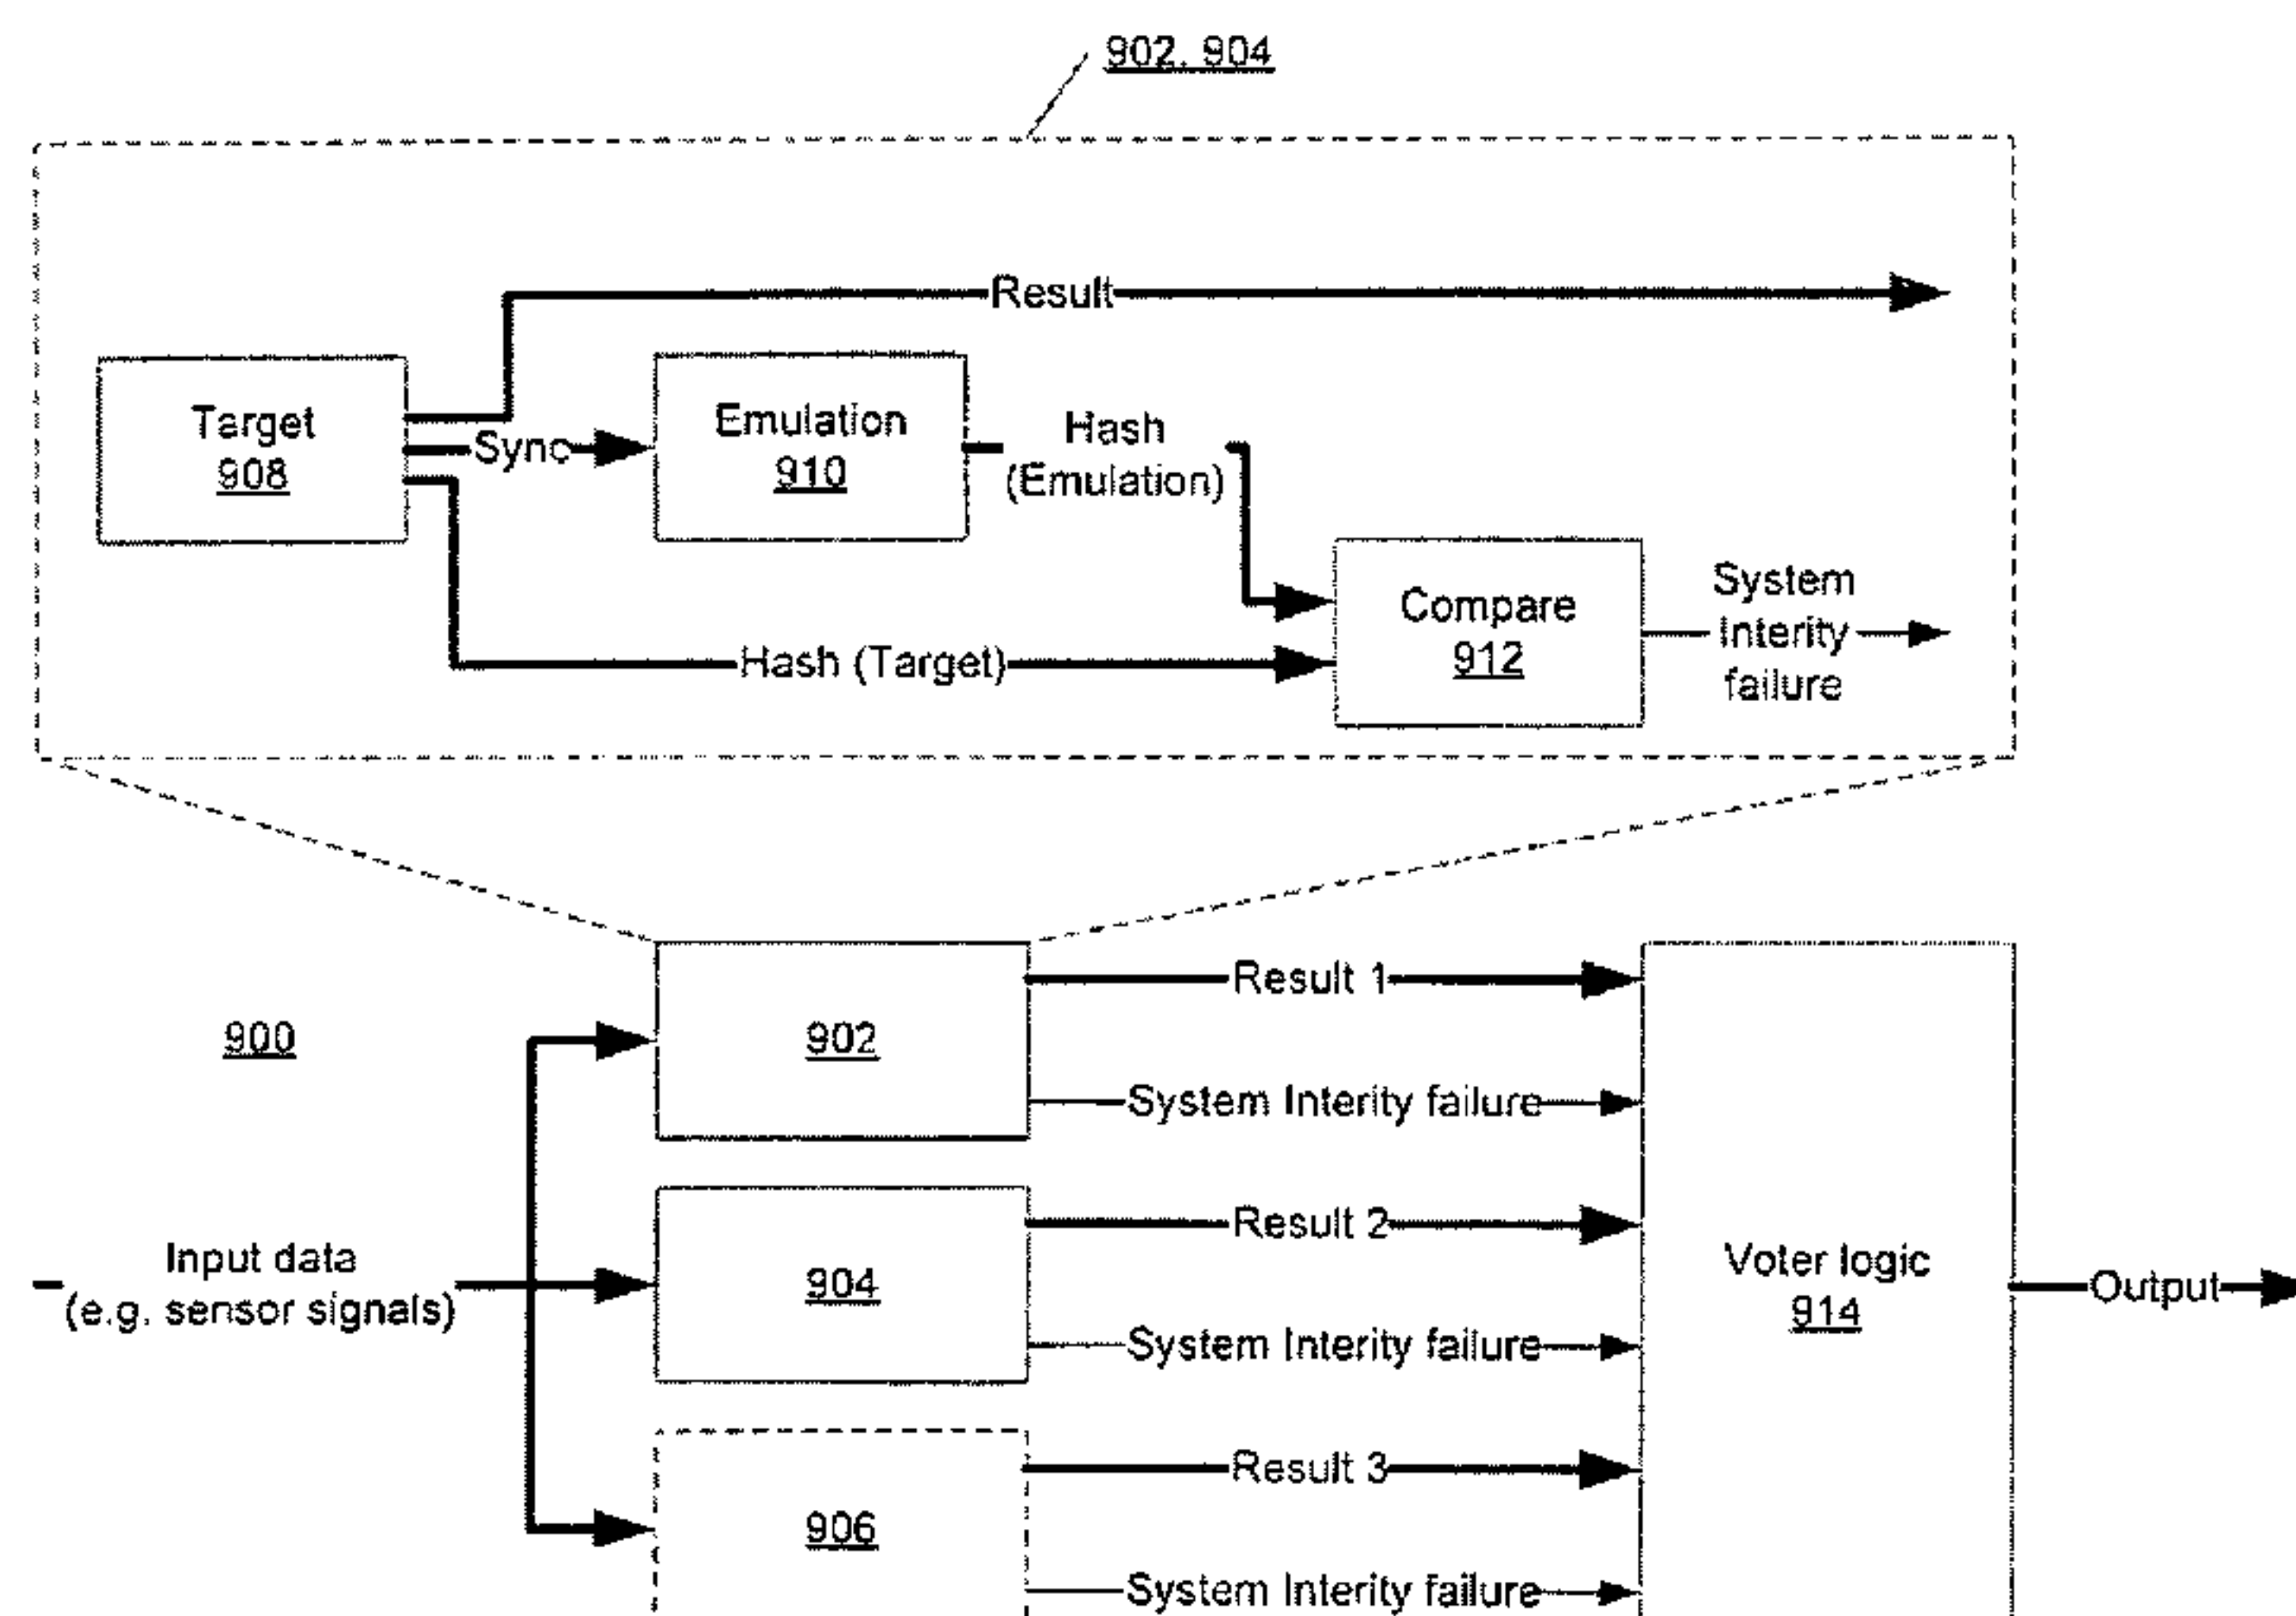 902, 904
Result
Target
908
Sync
Emulation
910
Hash
(Emulation)
Hash (Target)
Compare
912
System
Interity
failure
900
902
Result 1
System Interity failure
Input data
(e.g. sensor signals)
904
Result 2
System Interity failure
Voter logic
914
Output
906
Result 3
System Interity failure